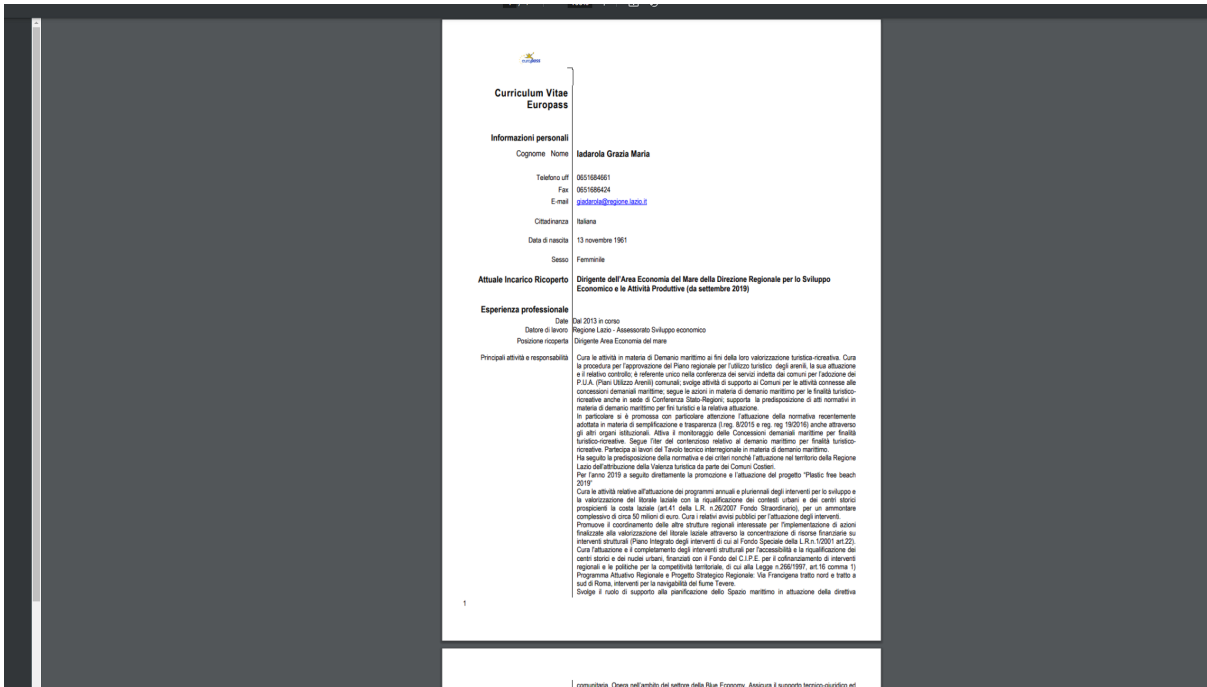 europass
Curriculum Vitae
Europass
Informazioni personali
Cognome Nome Iadarola Grazia Maria
Telefono uff 0651684661
Fax 0651686424
E-mail giadarola@regione.lazio.it
Cittadinanza Italiana
Data di nascita 13 novembre 1961
Sesso Femminile
Attuale Incarico Ricoperto Dirigente dell'Area Economia del Mare della Direzione Regionale per lo Sviluppo
Economico e le Attività Produttive (da settembre 2019)
Esperienza professionale
Date Dal 2013 in corso
Datore di lavoro Regione Lazio - Assessorato Sviluppo economico
Posizione ricoperta Dirigente Area Economia del mare
Principali attività e responsabilità Cura le attività in materia di Demanio marittimo ai fini della loro valorizzazione turistica-ricreativa. Cura
la procedura per l'approvazione del Piano regionale per l'utilizzo turistico degli arenili, la sua attuazione
e il relativo controllo; è referente unico nella conferenza dei servizi indetta dai comuni per l'adozione dei
P.U.A. (Piani Utilizzo Arenili) comunali; svolge attività di supporto ai Comuni per le attività connesse alle
concessioni demaniali marittime; segue le azioni in materia di demanio marittimo per le finalità turistico-
ricreative anche in sede di Conferenza Stato-Regioni; supporta la predisposizione di atti normativi in
materia di demanio marittimo per fini turistici e la relativa attuazione.
In particolare si è promossa con particolare attenzione l'attuazione della normativa recentemente
adottata in materia di semplificazione e trasparenza (l.reg. 8/2015 e reg. reg 19/2016) anche attraverso
gli altri organi istituzionali. Attiva il monitoraggio delle Concessioni demaniali marittime per finalità
turistico-ricreative. Segue l'iter del contenzioso relativo al demanio marittimo per finalità turistico-
ricreative. Partecipa ai lavori del Tavolo tecnico interregionale in materia di demanio marittimo.
Ha seguito la predisposizione della normativa e dei criteri nonché l'attuazione nel territorio della Regione
Lazio dell'attribuzione della Valenza turistica da parte dei Comuni Costieri.
Per l'anno 2019 a seguito direttamente la promozione e l'attuazione del progetto "Plastic free beach
2019"
Cura le attività relative all'attuazione dei programmi annuali e pluriennali degli interventi per lo sviluppo e
la valorizzazione del litorale laziale con la riqualificazione dei contesti urbani e dei centri storici
prospicienti la costa laziale (art.41 della L.R. n.26/2007 Fondo Straordinario), per un ammontare
complessivo di circa 50 milioni di euro. Cura i relativi avvisi pubblici per l'attuazione degli interventi.
Promuove il coordinamento delle altre strutture regionali interessate per l'implementazione di azioni
finalizzate alla valorizzazione del litorale laziale attraverso la concentrazione di risorse finanziarie su
interventi strutturali (Piano Integrato degli interventi di cui al Fondo Speciale della L.R.n.1/2001 art.22).
Cura l'attuazione e il completamento degli interventi strutturali per l'accessibilità e la riqualificazione dei
centri storici e dei nuclei urbani, finanziati con il Fondo del C.I.P.E. per il cofinanziamento di interventi
regionali e le politiche per la competitività territoriale, di cui alla Legge n.266/1997, art.16 comma 1)
Programma Attuativo Regionale e Progetto Strategico Regionale: Via Francigena tratto nord e tratto a
sud di Roma, interventi per la navigabilità del fiume Tevere.
Svolge il ruolo di supporto alla pianificazione dello Spazio marittimo in attuazione della direttiva
1
comunitaria. Opera nell'ambito del settore della Blue Economy. Assicura il supporto tecnico-giuridico ed